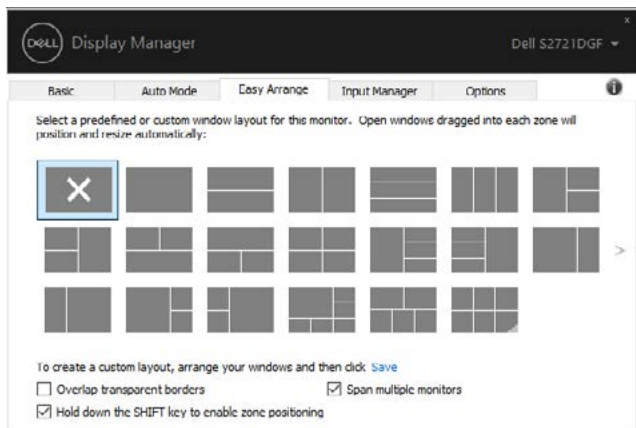 DELL Display Manager
Dell S2721DGF
Basic Auto Mode Easy Arrange Input Manager Options
Select a predefined or custom window layout for this monitor. Open windows dragged into each zone will
position and resize automatically:
To create a custom layout, arrange your windows and then click Save
Overlap transparent borders
Span multiple monitors
Hold down the SHIFT key to enable zone positioning